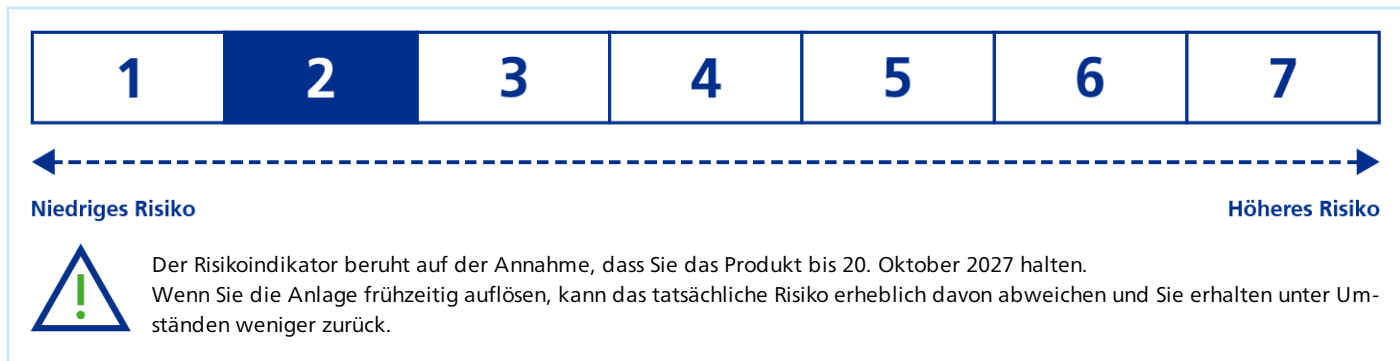 1 2 3 4 5 6 7
Niedriges Risiko Höheres Risiko
!
Der Risikoindikator beruht auf der Annahme, dass Sie das Produkt bis 20. Oktober 2027 halten.
Wenn Sie die Anlage frühzeitig auflösen, kann das tatsächliche Risiko erheblich davon abweichen und Sie erhalten unter Um-
ständen weniger zurück.